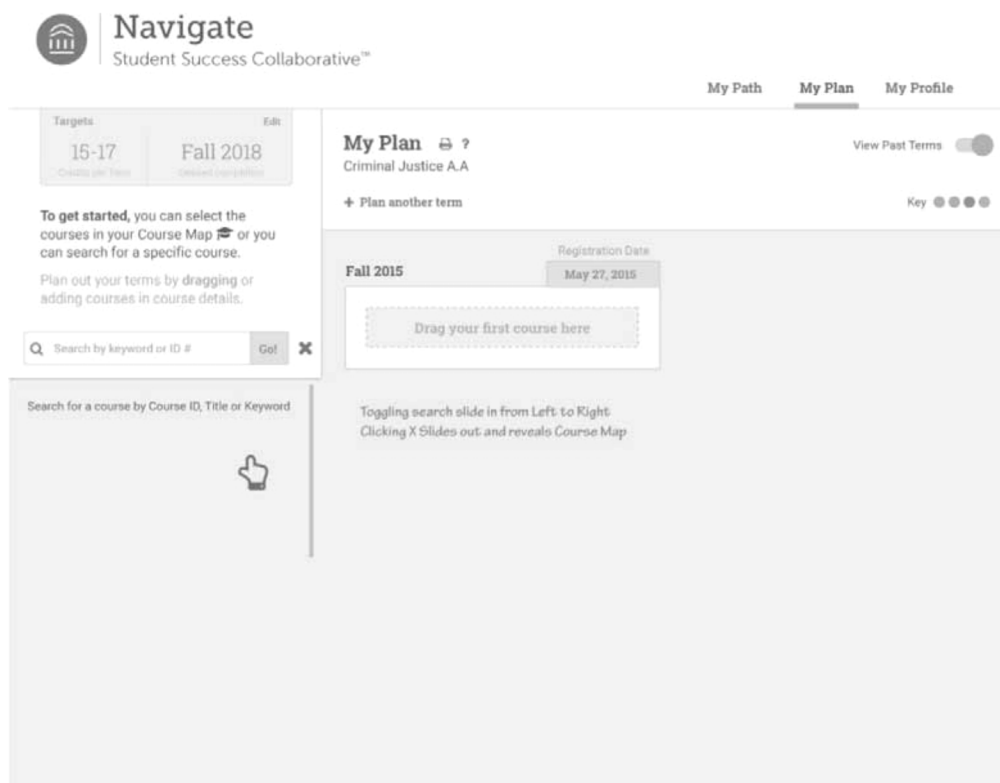 Navigate
Student Success Collaborative™
My Path My Plan My Profile
Targets Edit
15-17 Fall 2018
Credits per Term Desired completion
To get started, you can select the
courses in your Course Map or you
can search for a specific course.
Plan out your terms by dragging or
adding courses in course details.
Search by keyword or ID # Go!
Search for a course by Course ID, Title or Keyword
My Plan ?
Criminal Justice A.A
+ Plan another term
View Past Terms
Key
Registration Date
Fall 2015 May 27, 2015
Drag your first course here
Toggling search slide in from Left to Right
Clicking X Slides out and reveals Course Map